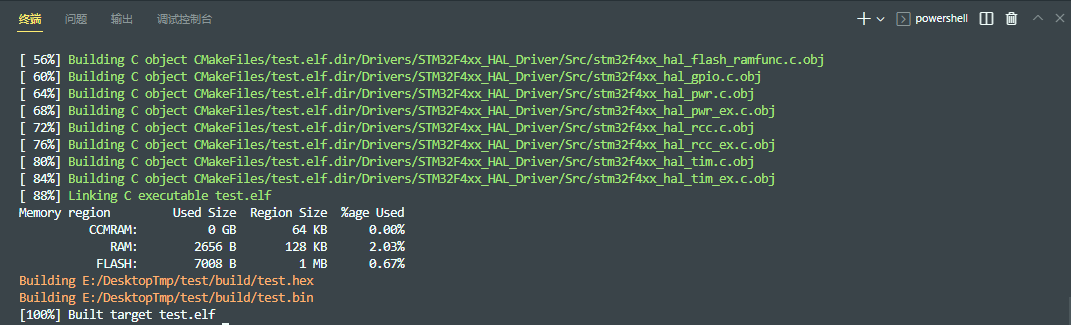 终端 问题 输出 调试控制台 powershell
[ 56%] Building C object CMakeFiles/test.elf.dir/Drivers/STM32F4xx_HAL_Driver/Src/stm32f4xx_hal_flash_ramfunc.c.obj
[ 60%] Building C object CMakeFiles/test.elf.dir/Drivers/STM32F4xx_HAL_Driver/Src/stm32f4xx_hal_gpio.c.obj
[ 64%] Building C object CMakeFiles/test.elf.dir/Drivers/STM32F4xx_HAL_Driver/Src/stm32f4xx_hal_pwr.c.obj
[ 68%] Building C object CMakeFiles/test.elf.dir/Drivers/STM32F4xx_HAL_Driver/Src/stm32f4xx_hal_pwr_ex.c.obj
[ 72%] Building C object CMakeFiles/test.elf.dir/Drivers/STM32F4xx_HAL_Driver/Src/stm32f4xx_hal_rcc.c.obj
[ 76%] Building C object CMakeFiles/test.elf.dir/Drivers/STM32F4xx_HAL_Driver/Src/stm32f4xx_hal_rcc_ex.c.obj
[ 80%] Building C object CMakeFiles/test.elf.dir/Drivers/STM32F4xx_HAL_Driver/Src/stm32f4xx_hal_tim.c.obj
[ 84%] Building C object CMakeFiles/test.elf.dir/Drivers/STM32F4xx_HAL_Driver/Src/stm32f4xx_hal_tim_ex.c.obj
[ 88%] Linking C executable test.elf
Memory region         Used Size  Region Size  %age Used
          CCMRAM:          0 GB        64 KB      0.00%
             RAM:        2656 B       128 KB      2.03%
           FLASH:        7008 B         1 MB      0.67%
Building E:/DesktopTmp/test/build/test.hex
Building E:/DesktopTmp/test/build/test.bin
[100%] Built target test.elf